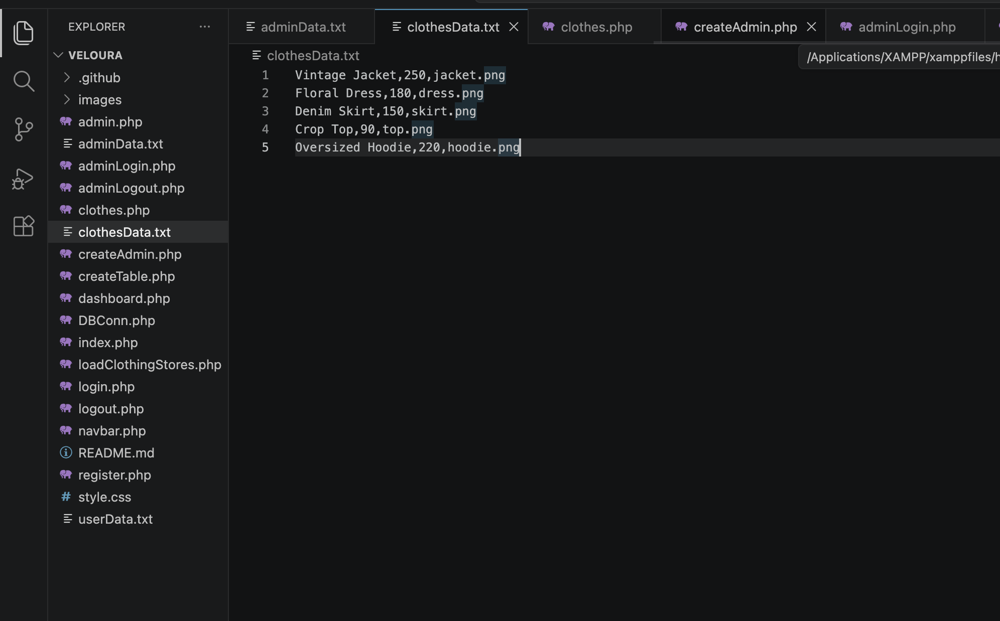 EXPLORER
VELOURA
.github
images
admin.php
adminData.txt
adminLogin.php
adminLogout.php
clothes.php
clothesData.txt
createAdmin.php
createTable.php
dashboard.php
DBConn.php
index.php
loadClothingStores.php
login.php
logout.php
navbar.php
README.md
register.php
# style.css
userData.txt
adminData.txt clothesData.txt clothes.php createAdmin.php adminLogin.php
clothesData.txt
/Applications/XAMPP/xamppfiles/h
1 Vintage Jacket,250,jacket.png
2 Floral Dress,180,dress.png
3 Denim Skirt,150,skirt.png
4 Crop Top,90,top.png
5 Oversized Hoodie,220,hoodie.png